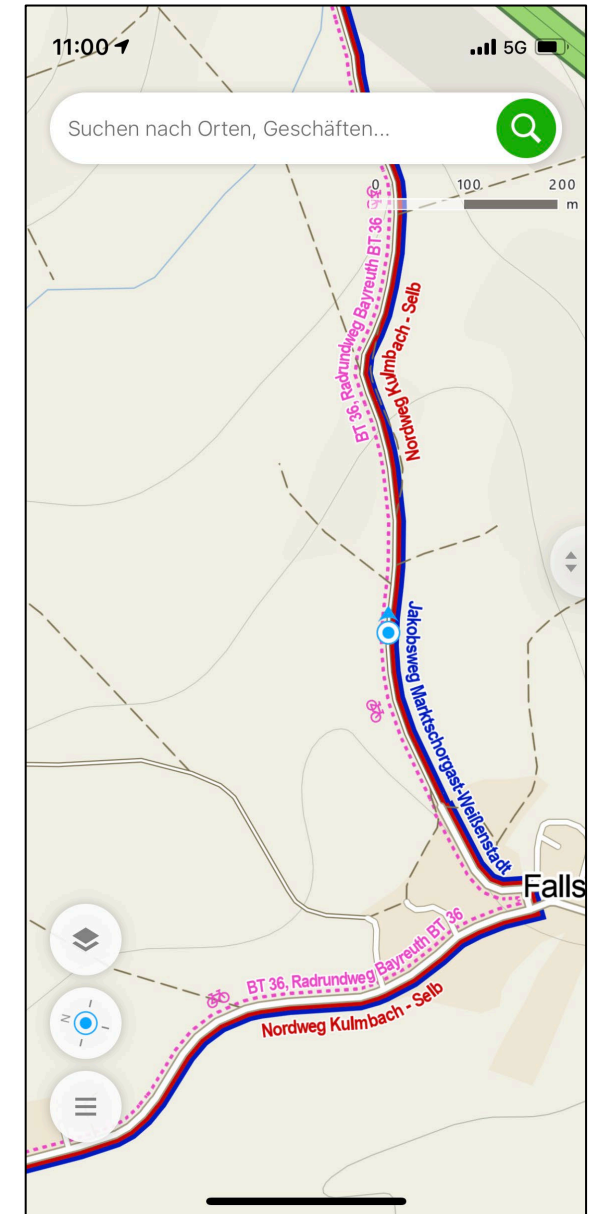 11:00
5G
Suchen nach Orten, Geschäften...
0 100 200
m
BT 36, Radrundweg Bayreuth BT 36
Nordweg Kulmbach - Selb
Jakobsweg Marktschorgast-Weißenstadt
Falls
BT 36, Radrundweg Bayreuth BT 36
Nordweg Kulmbach - Selb
N